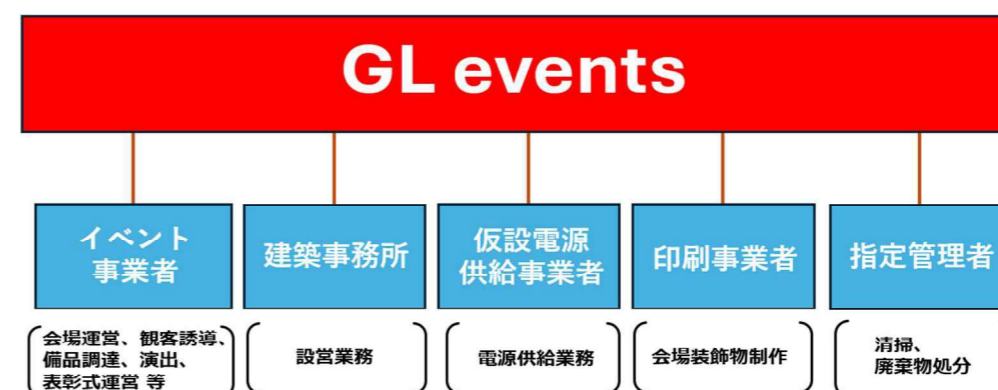 GL events
イベント
事業者
建築事務所
仮設電源
供給事業者
印刷事業者
指定管理者
会場運営、観客誘導、
備品調達、演出、
表彰式運営 等
設営業務
電源供給業務
会場装飾物制作
清掃、
廃棄物処分